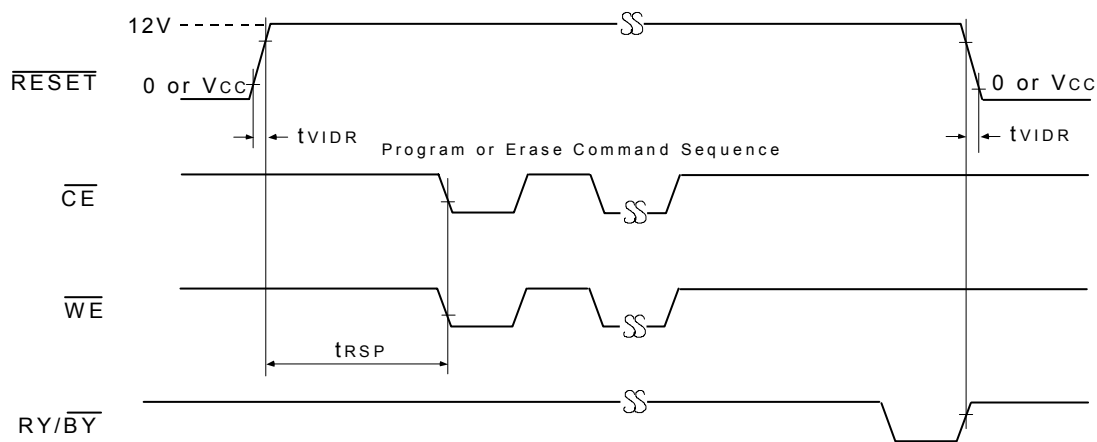 12V
RESET
0 or VCC
0 or VCC
tVIDR
tVIDR
Program or Erase Command Sequence
CE
WE
tRSP
RY/BY